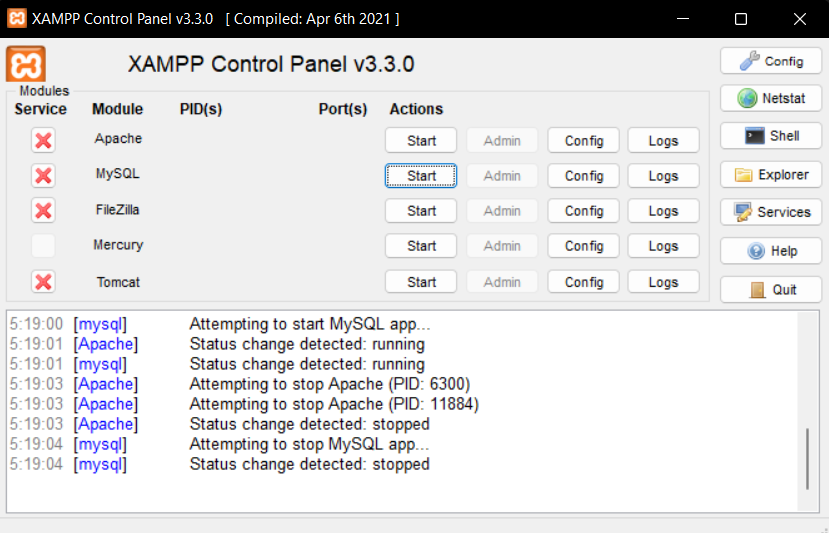 XAMPP Control Panel v3.3.0 [ Compiled: Apr 6th 2021 ]
XAMPP Control Panel v3.3.0
Config
Modules
Service Module PID(s) Port(s) Actions
Netstat
Apache Start Admin Config Logs
Shell
MySQL Start Admin Config Logs
Explorer
FileZilla Start Admin Config Logs
Services
Mercury Start Admin Config Logs
Help
Tomcat Start Admin Config Logs
Quit
5:19:00 [mysql] Attempting to start MySQL app...
5:19:01 [Apache] Status change detected: running
5:19:01 [mysql] Status change detected: running
5:19:03 [Apache] Attempting to stop Apache (PID: 6300)
5:19:03 [Apache] Attempting to stop Apache (PID: 11884)
5:19:03 [Apache] Status change detected: stopped
5:19:04 [mysql] Attempting to stop MySQL app...
5:19:04 [mysql] Status change detected: stopped